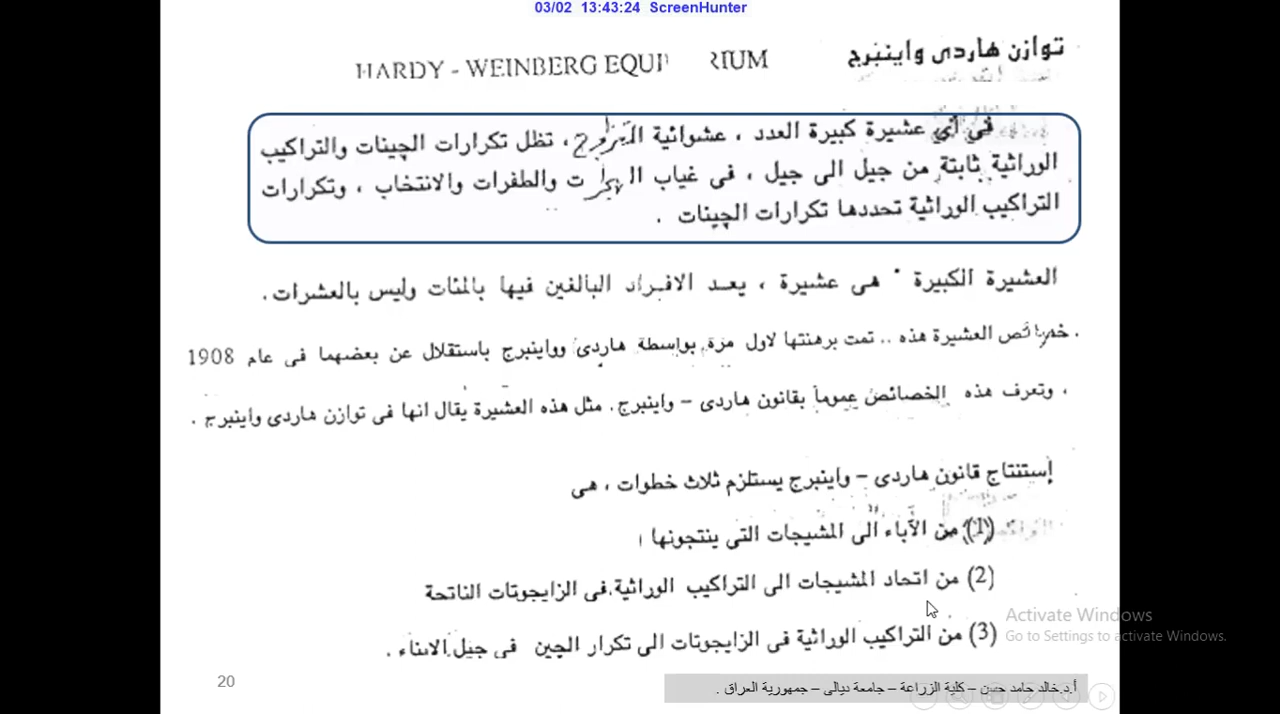 03/02 13:43:24 ScreenHunter
توازن هاردى واينبرج
HARDY - WEINBERG EQUI RIUM
في أي عشيرة كبيرة العدد ، عشوائية التزاوج ، تظل تكرارات الجينات والتراكيب
الوراثية ثابتة من جيل الى جيل ، فى غياب الهجرات والطفرات والانتخاب ، وتكرارات
التراكيب الوراثية تحددها تكرارات الجينات .
العشيرة الكبيرة هى عشيرة ، يعد الافراد البالغين فيها بالمئات وليس بالعشرات .
. خصائص العشيرة هذه .. تمت برهنتها لاول مرة بواسطة هاردى وواينبرج باستقلال عن بعضهما فى عام 1908
، وتعرف هذه الخصائص عموماً بقانون هاردى – واينبرج . مثل هذه العشيرة يقال انها فى توازن هاردى واينبرج .
إستنتاج قانون هاردى – واينبرج يستلزم ثلاث خطوات ، هى
(1) من الآباء الى المشيجات التى ينتجونها
(2) من اتحاد المشيجات الى التراكيب الوراثية فى الزايجوتات الناتجة
(3) من التراكيب الوراثية فى الزايجوتات الى تكرار الجين فى جيل الابناء .
Activate Windows
Go to Settings to activate Windows.
20
أ.د.خالد حامد حسن – كلية الزراعة – جامعة ديالى – جمهورية العراق .